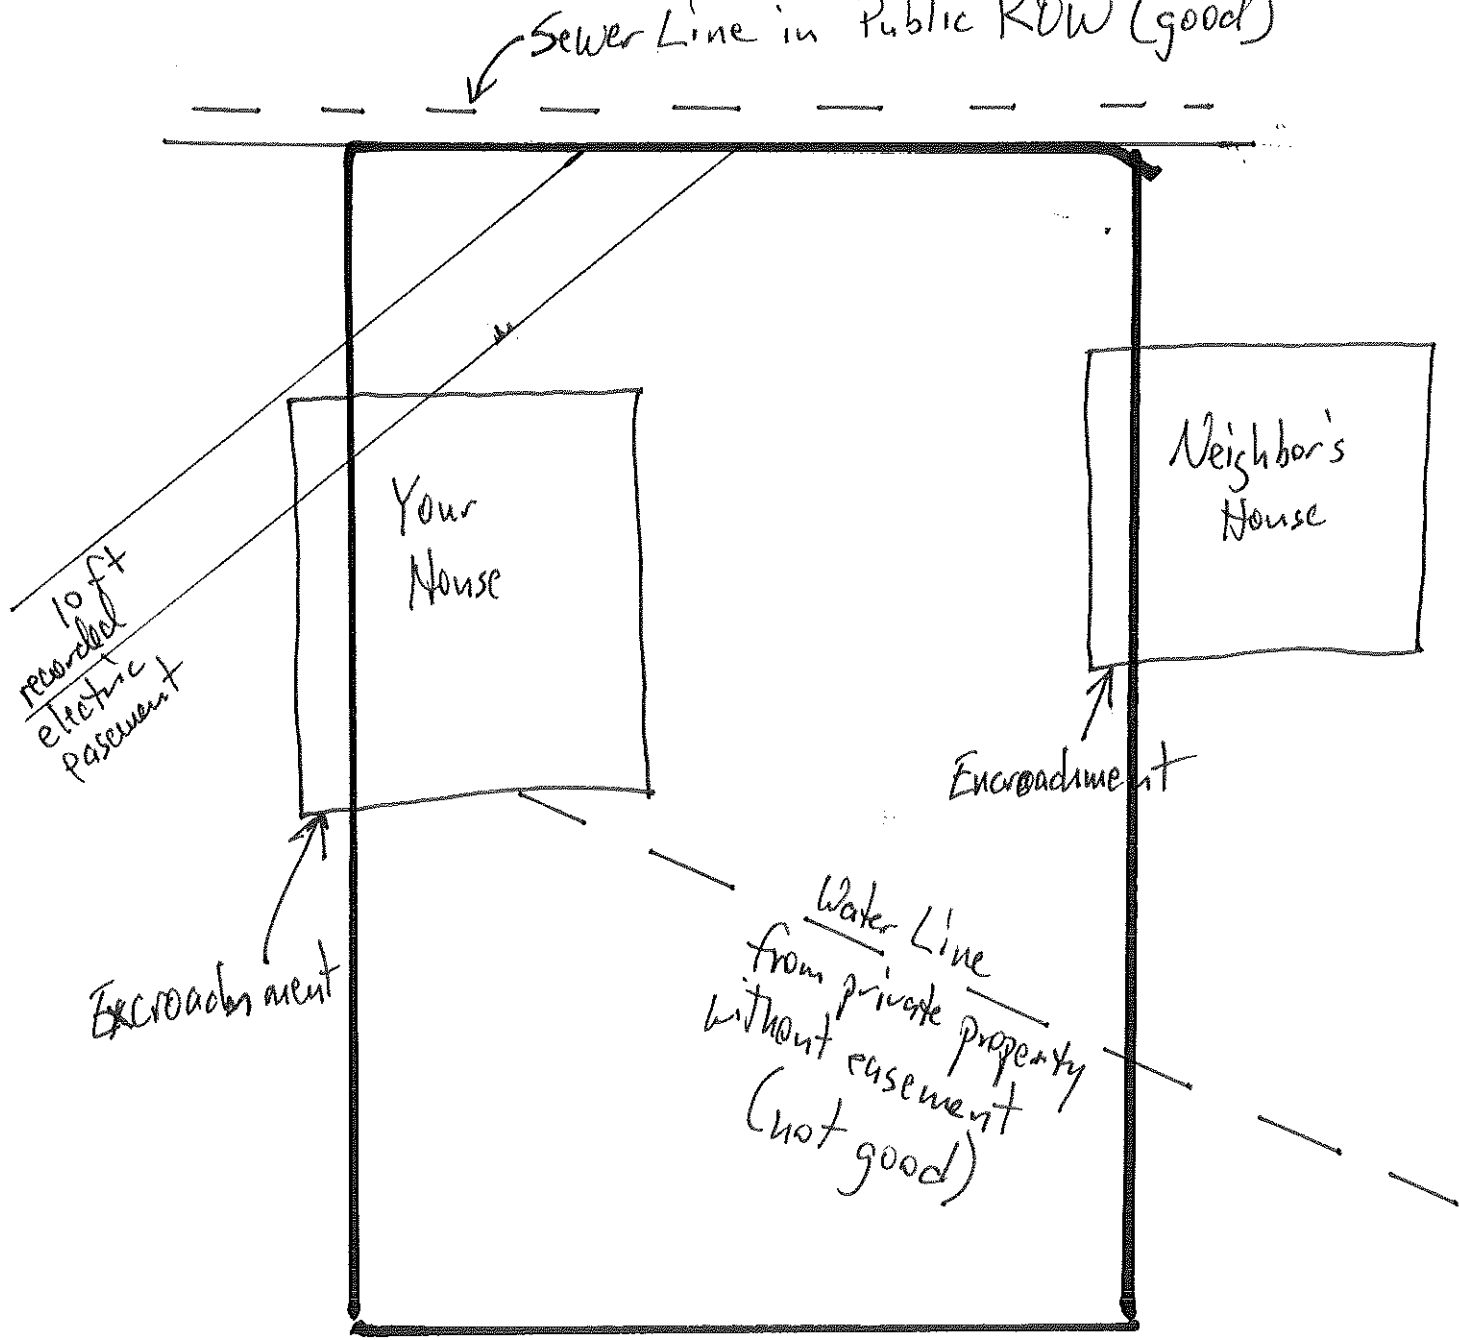 Sewer Line in Public ROW (good)
Your
House
Neighbor's
House
10 ft
recorded
electric
easement
Encroachment
Encroachment
Water Line
from private property
without easement
(not good)